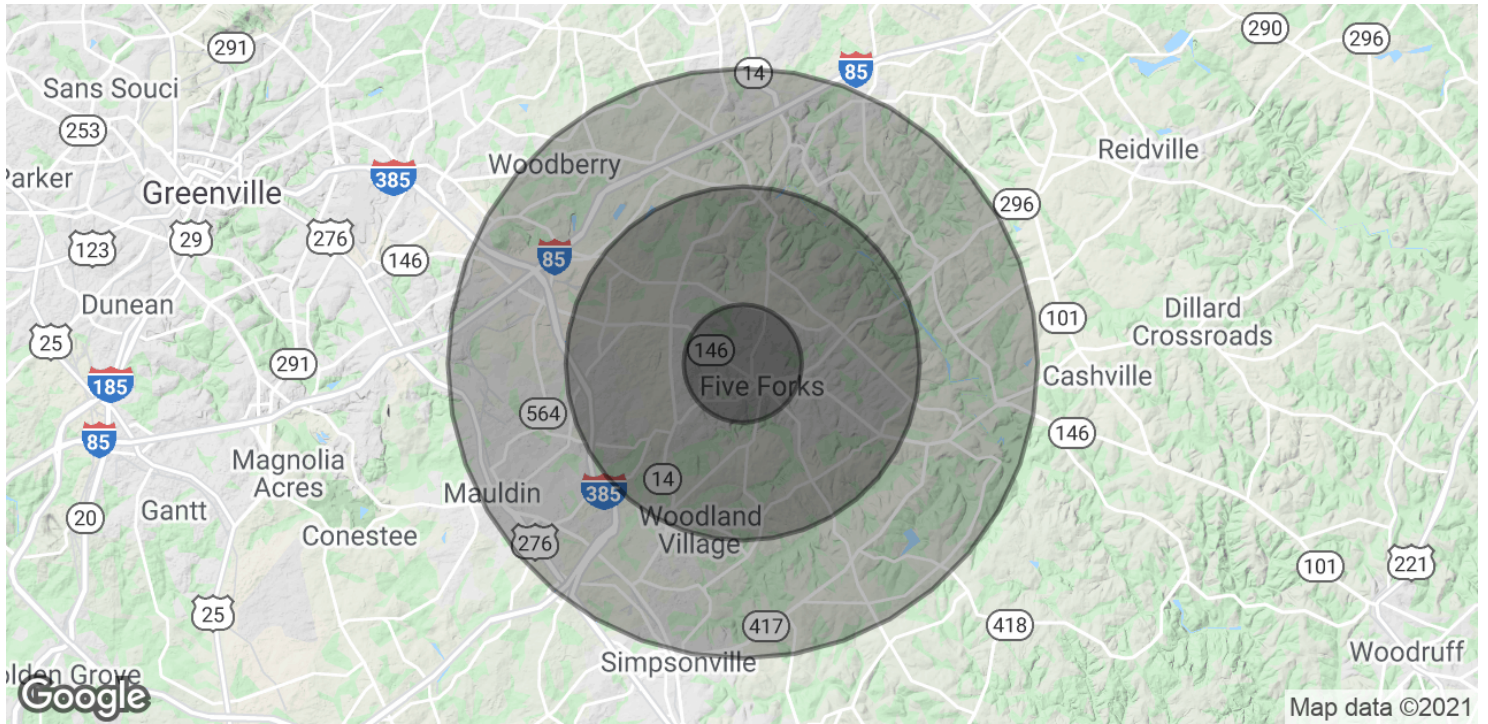 291
14
85
290
296
Sans Souci
253
Woodberry
Reidville
Parker
385
Greenville
296
123
29
276
146
85
Dunean
101
Dillard
Crossroads
25
291
146
185
Five Forks
Cashville
564
85
146
Magnolia
Acres
14
Mauldin
385
20
Gantt
Conestee
Woodland
Village
276
101
221
25
417
418
Simpsonville
Woodruff
olden Grove
Google
Map data ©2021